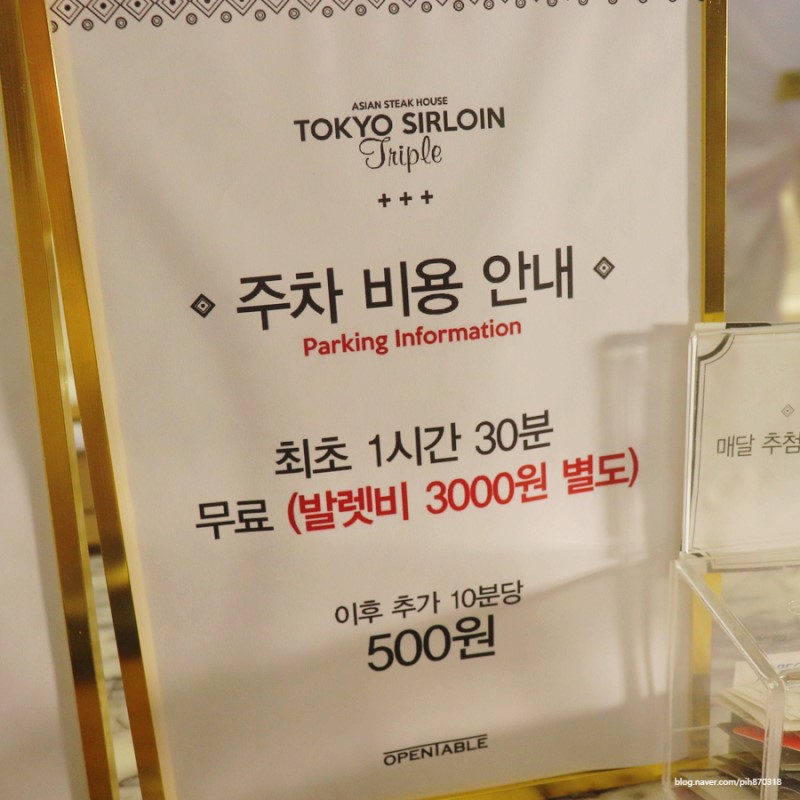 ASIAN STEAK HOUSE
TOKYO SIRLOIN
Triple
+++
주차 비용 안내
Parking Information
최초 1시간 30분
무료 (발렛비 3000원 별도)
이후 추가 10분당
500원
OPENTABLE
매달 추첨
blog.naver.com/pih870318